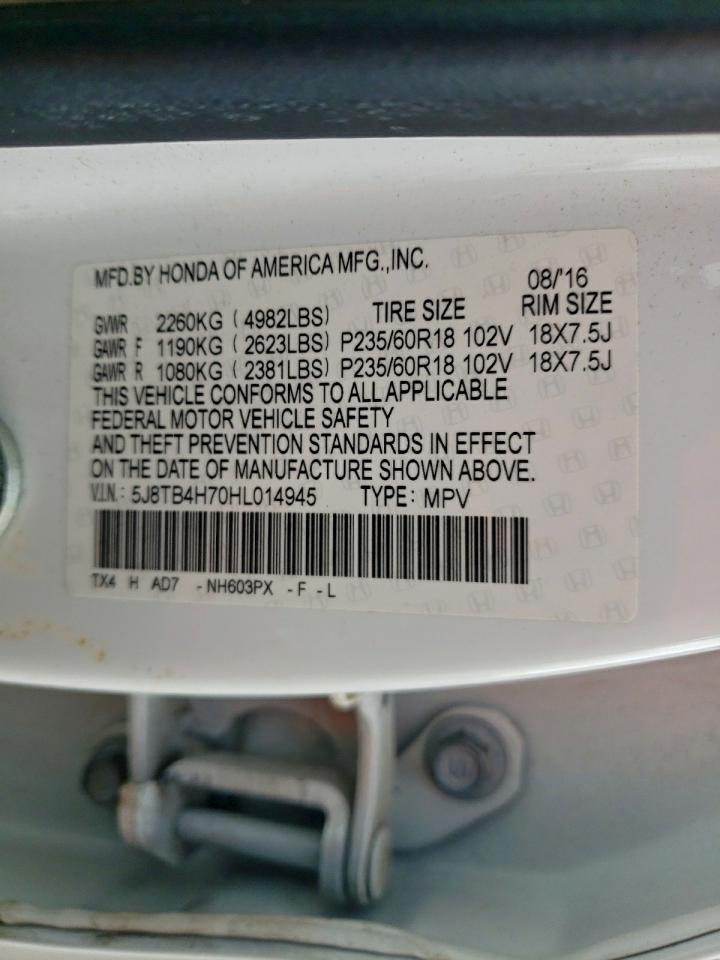 MFD.BY HONDA OF AMERICA MFG.,INC. 08/'16
TIRE SIZE RIM SIZE
GVWR 2260KG (4982LBS)
GAWR F 1190KG (2623LBS) P235/60R18 102V 18X7.5J
GAWR R 1080KG (2381LBS) P235/60R18 102V 18X7.5J
THIS VEHICLE CONFORMS TO ALL APPLICABLE
FEDERAL MOTOR VEHICLE SAFETY
AND THEFT PREVENTION STANDARDS IN EFFECT
ON THE DATE OF MANUFACTURE SHOWN ABOVE.
V.I.N.: 5J8TB4H70HL014945 TYPE: MPV
TX4 H AD7 -NH603PX -F -L